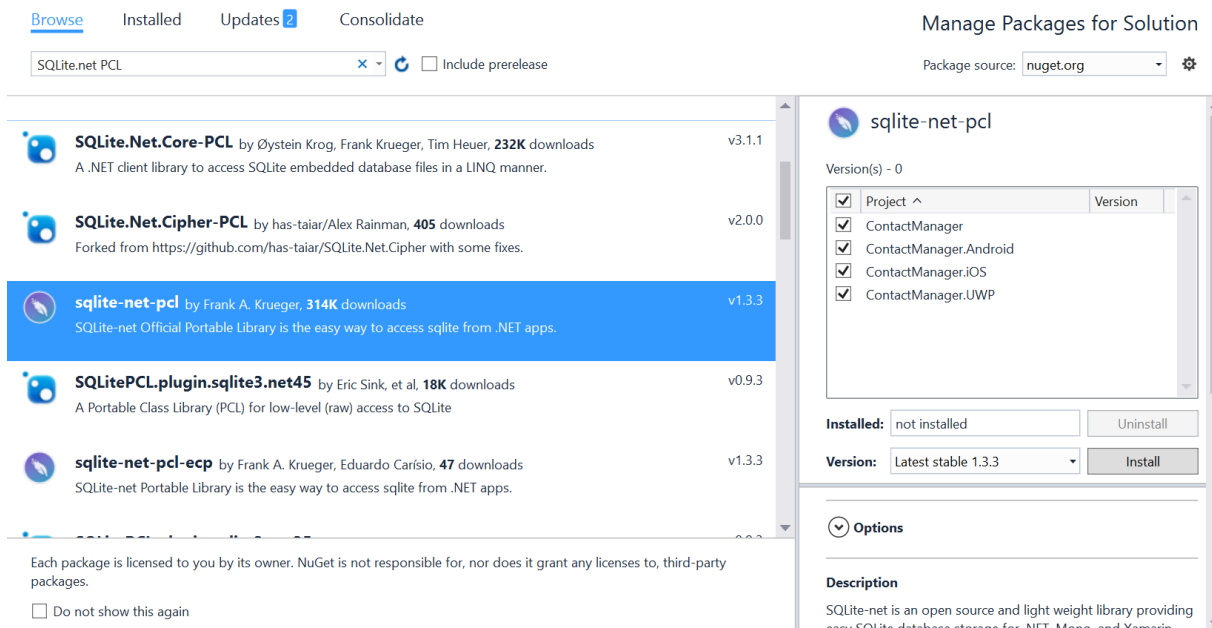 Browse Installed Updates 2 Consolidate
Manage Packages for Solution
SQLite.net PCL
Include prerelease
Package source: nuget.org
SQLite.Net.Core-PCL by Øystein Krog, Frank Krueger, Tim Heuer, 232K downloads v3.1.1
A .NET client library to access SQLite embedded database files in a LINQ manner.
SQLite.Net.Cipher-PCL by has-taiar/Alex Rainman, 405 downloads v2.0.0
Forked from https://github.com/has-taiar/SQLite.Net.Cipher with some fixes.
sqlite-net-pcl by Frank A. Krueger, 314K downloads v1.3.3
SQLite-net Official Portable Library is the easy way to access sqlite from .NET apps.
SQLitePCL.plugin.sqlite3.net45 by Eric Sink, et al, 18K downloads v0.9.3
A Portable Class Library (PCL) for low-level (raw) access to SQLite
sqlite-net-pcl-ecp by Frank A. Krueger, Eduardo Carísio, 47 downloads v1.3.3
SQLite-net Portable Library is the easy way to access sqlite from .NET apps.
Each package is licensed to you by its owner. NuGet is not responsible for, nor does it grant any licenses to, third-party
packages.
Do not show this again
sqlite-net-pcl
Version(s) - 0
Project Version
ContactManager
ContactManager.Android
ContactManager.iOS
ContactManager.UWP
Installed: not installed Uninstall
Version: Latest stable 1.3.3 Install
Options
Description
SQLite-net is an open source and light weight library providing
easy SQLite database storage for .NET, Mono, and Xamarin